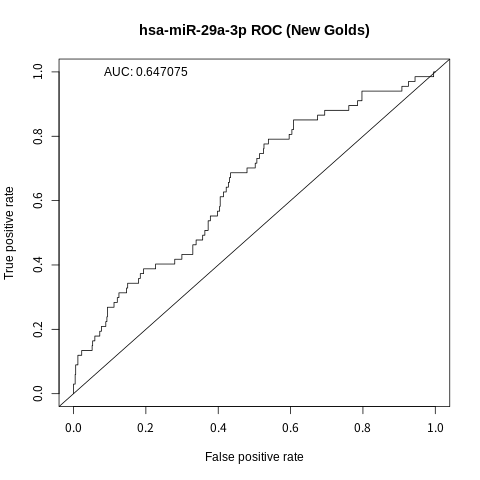 hsa-miR-29a-3p ROC (New Golds)
AUC: 0.647075
True positive rate
1.0
0.8
0.6
0.4
0.2
0.0
0.0 0.2 0.4 0.6 0.8 1.0
False positive rate